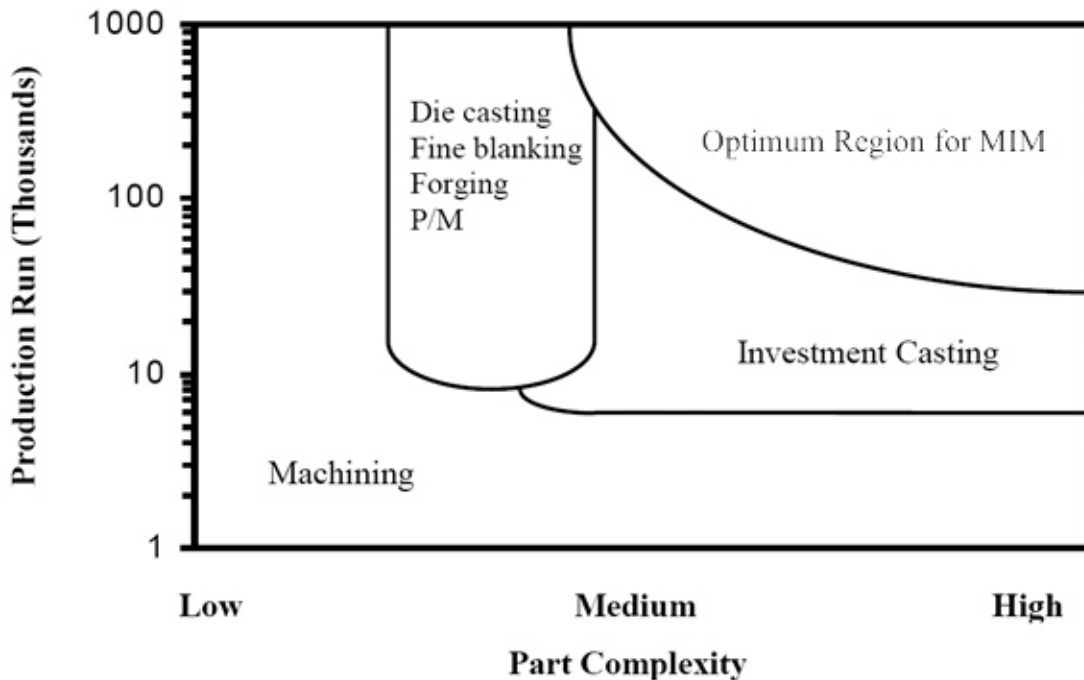 Production Run (Thousands)
1000
100
10
1
Die casting
Fine blanking
Forging
P/M
Optimum Region for MIM
Investment Casting
Machining
Low
Medium
High
Part Complexity